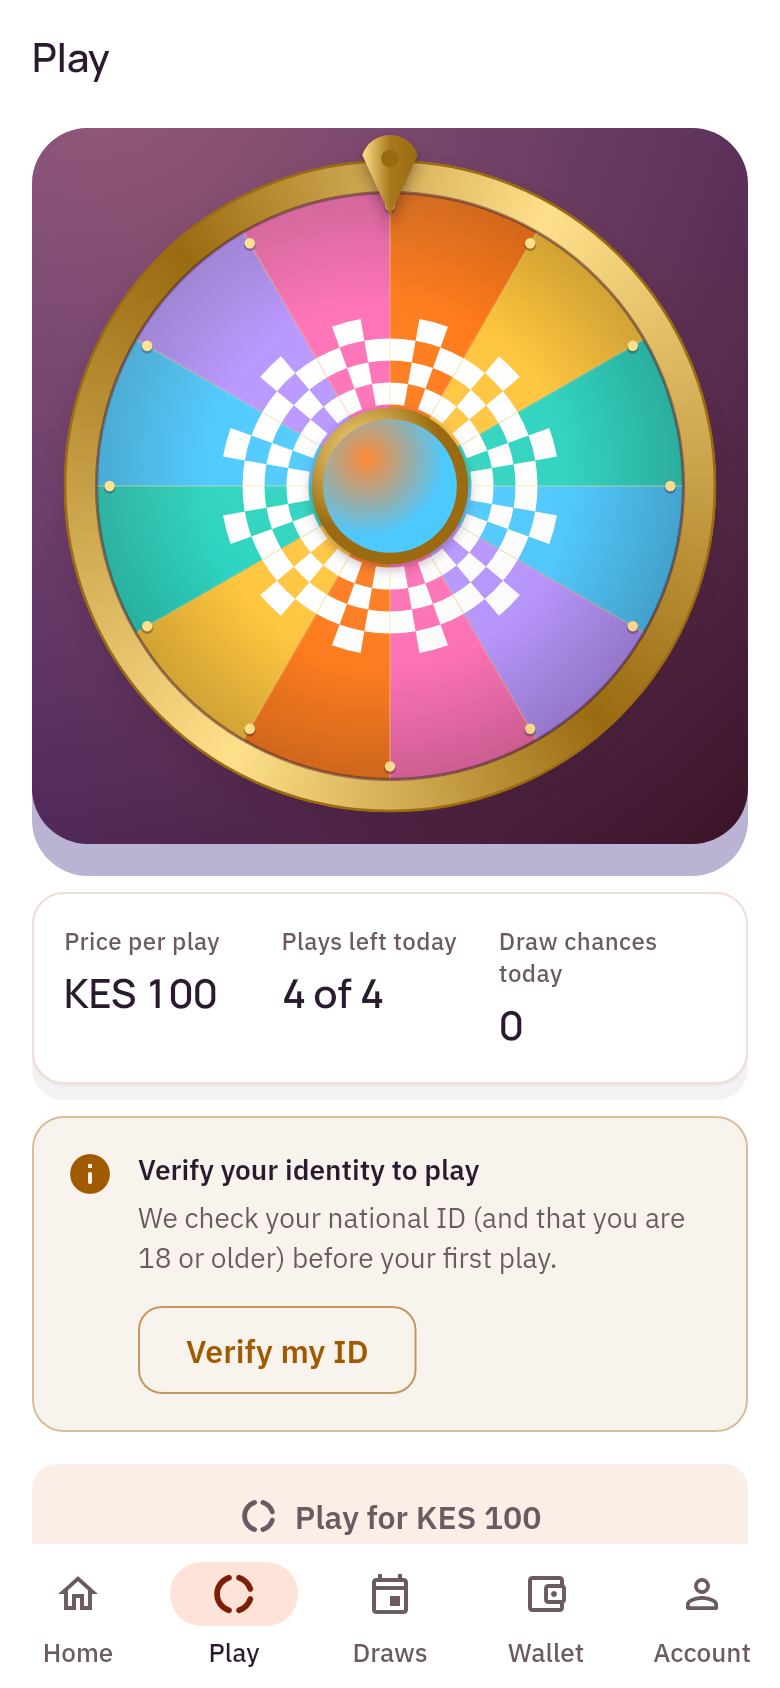 Play
Price per play
KES 100
Plays left today
4 of 4
Draw chances
today
0
Verify your identity to play
We check your national ID (and that you are
18 or older) before your first play.
Verify my ID
Play for KES 100
Home
Play
Draws
Wallet
Account